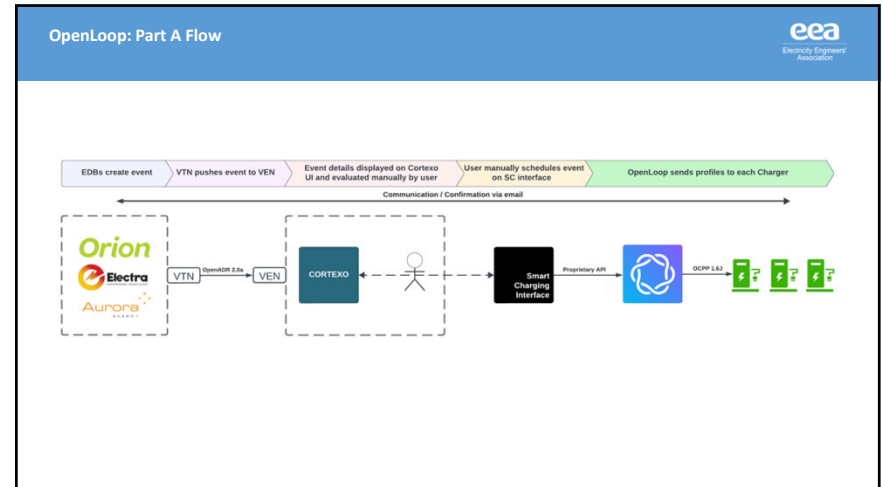 OpenLoop: Part A Flow
eea
Electricity Engineers'
Association
EDBs create event
VTN pushes event to VEN
Event details displayed on Cortexo
UI and evaluated manually by user
User manually schedules event
on SC interface
OpenLoop sends profiles to each Charger
Communication / Confirmation via email
Orion
Electra
Aurora
ENERGY
VTN
OpenADR 2.0a
VEN
CORTEXO
Smart
Charging
Interface
Proprietary API
OCPP 1.6J